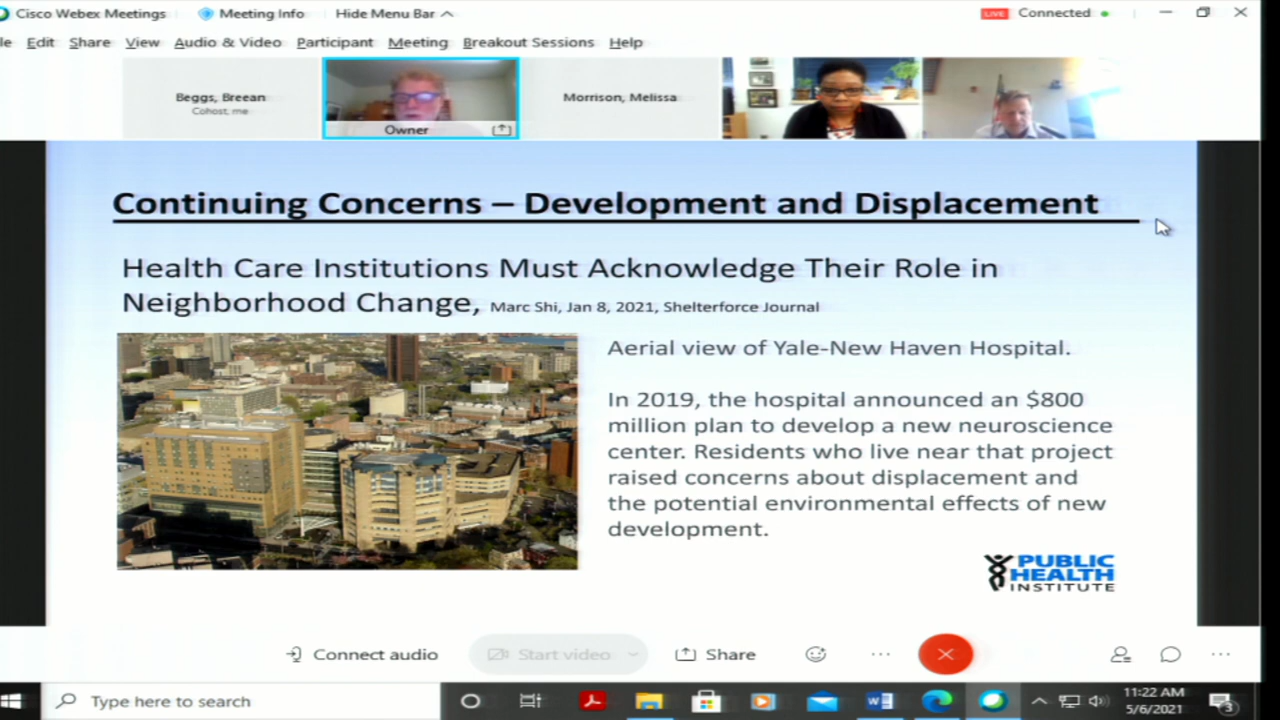 Cisco Webex Meetings
Meeting Info
Hide Menu Bar
LIVE
Connected
le Edit Share View Audio & Video Participant Meeting Breakout Sessions Help
Beggs, Breean
Cohost, me
Owner
Morrison, Melissa
Continuing Concerns – Development and Displacement
Health Care Institutions Must Acknowledge Their Role in
Neighborhood Change, Marc Shi, Jan 8, 2021, Shelterforce Journal
Aerial view of Yale-New Haven Hospital.
In 2019, the hospital announced an $800
million plan to develop a new neuroscience
center. Residents who live near that project
raised concerns about displacement and
the potential environmental effects of new
development.
PUBLIC
HEALTH
INSTITUTE
Connect audio
Start video
Share
Type here to search
11:22 AM
5/6/2021
3